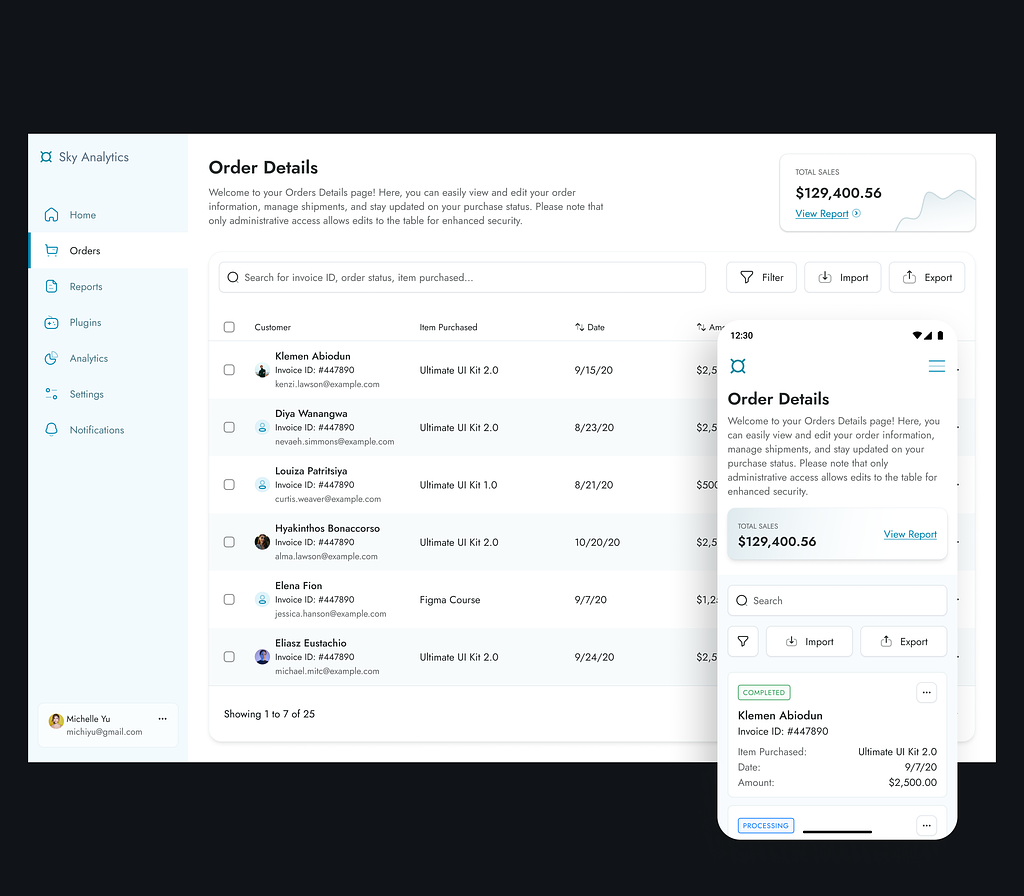 Sky Analytics
Home
Orders
Reports
Plugins
Analytics
Settings
Notifications
Michelle Yu
michiyu@gmail.com
Order Details
Welcome to your Orders Details page! Here, you can easily view and edit your order
information, manage shipments, and stay updated on your purchase status. Please note that
only administrative access allows edits to the table for enhanced security.
TOTAL SALES
$129,400.56
View Report
Search for invoice ID, order status, item purchased...
Filter
Import
Export
Customer
Item Purchased
Date
Klemen Abiodun
Invoice ID: #447890
kenzi.lawson@example.com
Ultimate UI Kit 2.0
9/15/20
$2,5
Diya Wanangwa
Invoice ID: #447890
nevaeh.simmons@example.com
Ultimate UI Kit 2.0
8/23/20
$2,5
Louiza Patritsiya
Invoice ID: #447890
curtis.weaver@example.com
Ultimate UI Kit 1.0
8/21/20
$500
Hyakinthos Bonaccorso
Invoice ID: #447890
alma.lawson@example.com
Ultimate UI Kit 2.0
10/20/20
$2,5
Elena Fion
Invoice ID: #447890
jessica.hanson@example.com
Figma Course
9/7/20
$1,2
Eliasz Eustachio
Invoice ID: #447890
michael.mitc@example.com
Ultimate UI Kit 2.0
9/24/20
$2,5
Showing 1 to 7 of 25
12:30
Order Details
Welcome to your Orders Details page! Here, you
can easily view and edit your order information,
manage shipments, and stay updated on your
purchase status. Please note that only
administrative access allows edits to the table for
enhanced security.
TOTAL SALES
$129,400.56
View Report
Search
Import
Export
COMPLETED
Klemen Abiodun
Invoice ID: #447890
Item Purchased:
Ultimate UI Kit 2.0
Date:
9/7/20
Amount:
$2,500.00
PROCESSING